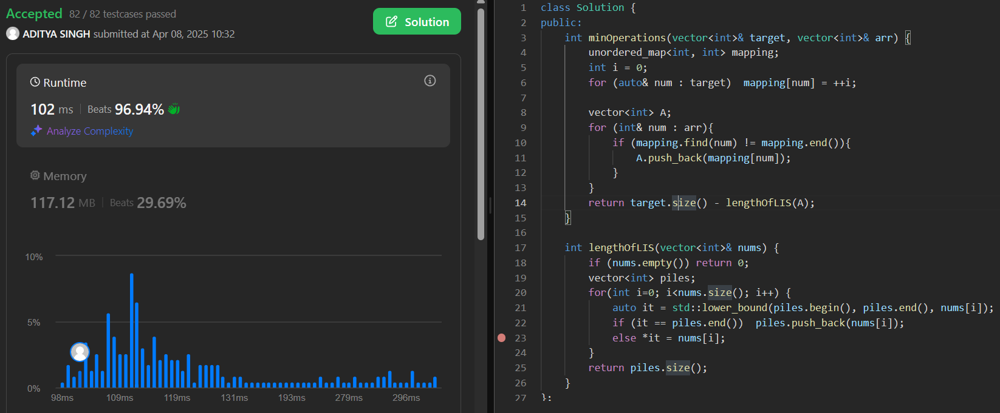 Accepted 82 / 82 testcases passed
ADITYA SINGH submitted at Apr 08, 2025 10:32
Solution
Runtime
102 ms | Beats 96.94%
Analyze Complexity
Memory
117.12 MB | Beats 29.69%
10%
5%
0%
98ms 109ms 119ms 131ms 193ms 279ms 296ms
1 class Solution {
2 public:
3     int minOperations(vector<int>& target, vector<int>& arr) {
4         unordered_map<int, int> mapping;
5         int i = 0;
6         for (auto& num : target)  mapping[num] = ++i;
7
8         vector<int> A;
9         for (int& num : arr){
10             if (mapping.find(num) != mapping.end()){
11                 A.push_back(mapping[num]);
12             }
13         }
14         return target.size() - lengthOfLIS(A);
15     }
16
17     int lengthOfLIS(vector<int>& nums) {
18         if (nums.empty()) return 0;
19         vector<int> piles;
20         for(int i=0; i<nums.size(); i++) {
21             auto it = std::lower_bound(piles.begin(), piles.end(), nums[i]);
22             if (it == piles.end())  piles.push_back(nums[i]);
23             else *it = nums[i];
24         }
25         return piles.size();
26     }
27 };